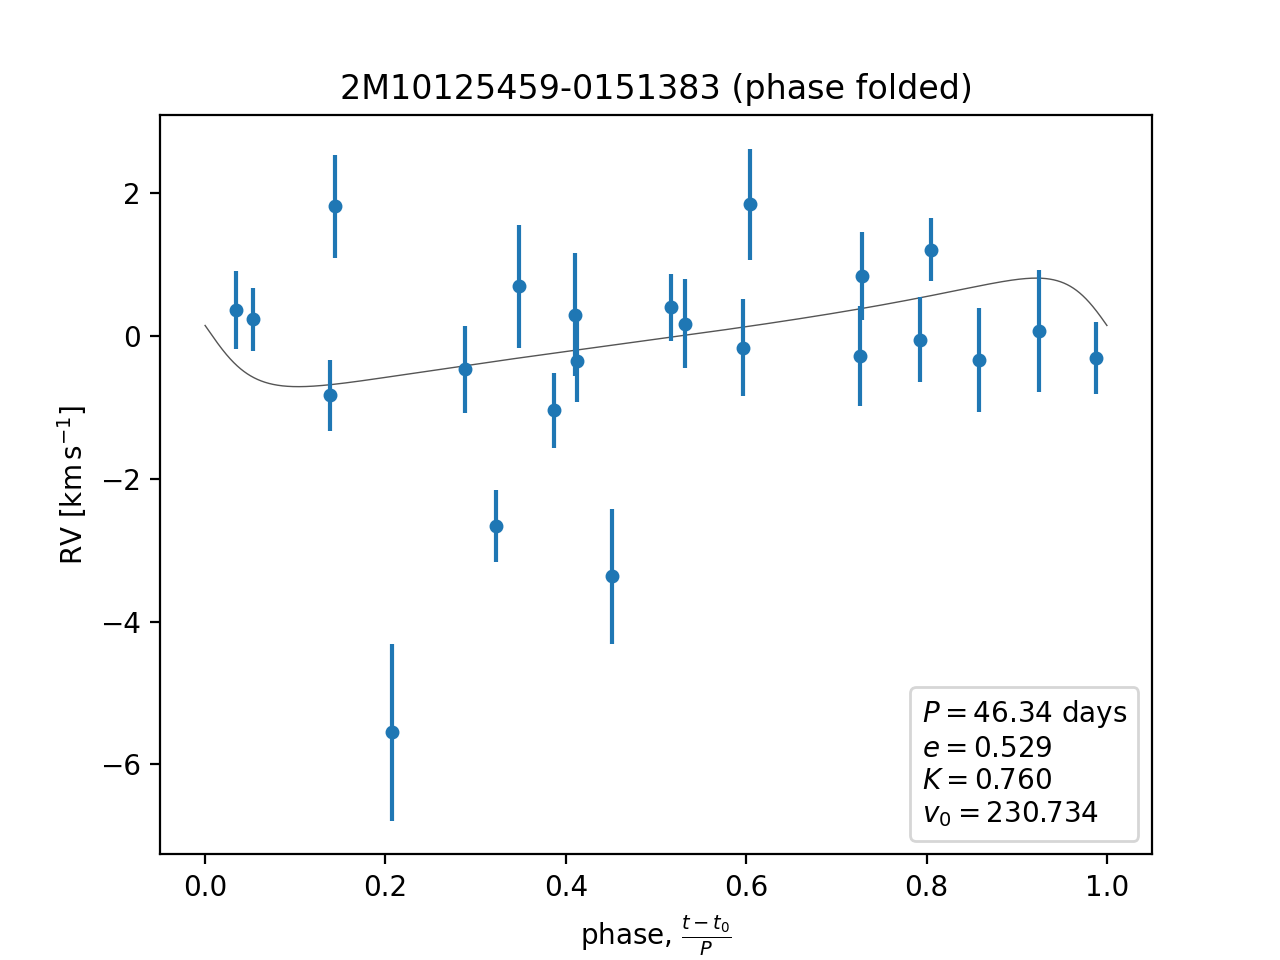 2M10125459-0151383 (phase folded)
RV [km s⁻¹]
2
0
−2
−4
−6
P = 46.34 days
e = 0.529
K = 0.760
v₀ = 230.734
0.0 0.2 0.4 0.6 0.8 1.0
phase, (t − t₀)/P